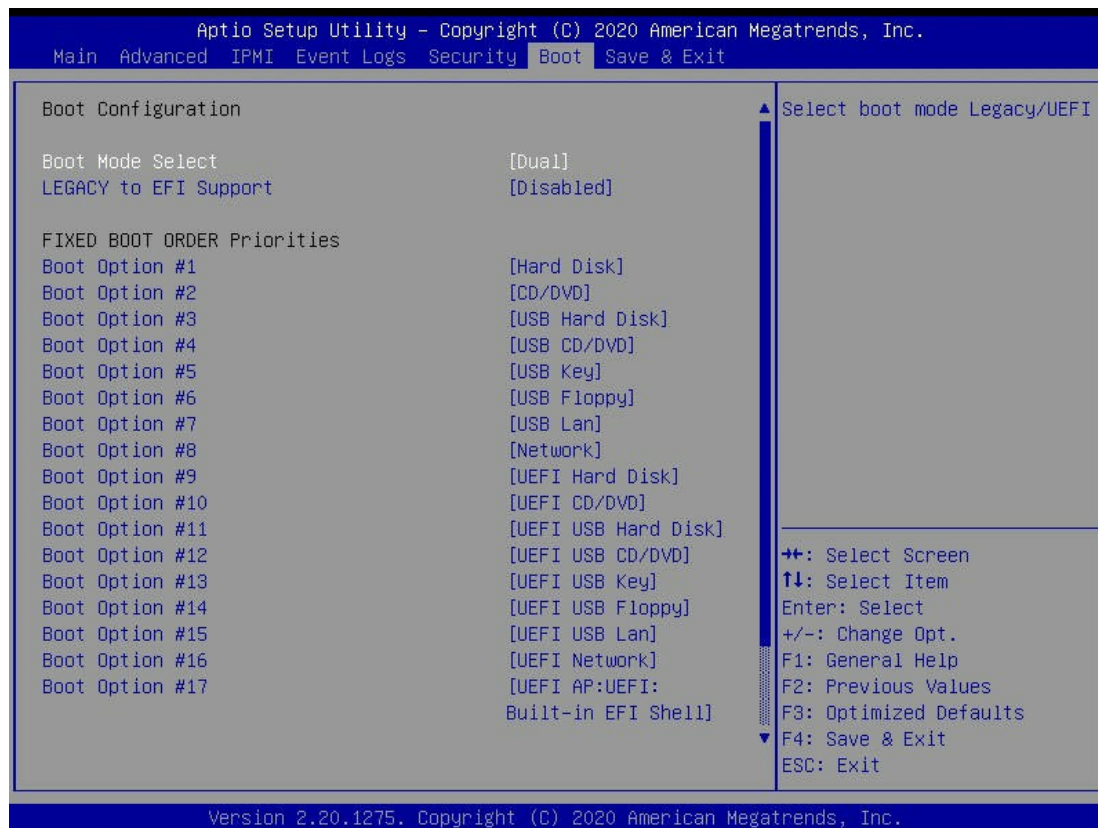 Aptio Setup Utility – Copyright (C) 2020 American Megatrends, Inc.
Main Advanced IPMI Event Logs Security Boot Save & Exit
Boot Configuration
Boot Mode Select [Dual]
LEGACY to EFI Support [Disabled]
FIXED BOOT ORDER Priorities
Boot Option #1 [Hard Disk]
Boot Option #2 [CD/DVD]
Boot Option #3 [USB Hard Disk]
Boot Option #4 [USB CD/DVD]
Boot Option #5 [USB Key]
Boot Option #6 [USB Floppy]
Boot Option #7 [USB Lan]
Boot Option #8 [Network]
Boot Option #9 [UEFI Hard Disk]
Boot Option #10 [UEFI CD/DVD]
Boot Option #11 [UEFI USB Hard Disk]
Boot Option #12 [UEFI USB CD/DVD]
Boot Option #13 [UEFI USB Key]
Boot Option #14 [UEFI USB Floppy]
Boot Option #15 [UEFI USB Lan]
Boot Option #16 [UEFI Network]
Boot Option #17 [UEFI AP:UEFI:
Built-in EFI Shell]
Select boot mode Legacy/UEFI
→←: Select Screen
↑↓: Select Item
Enter: Select
+/-: Change Opt.
F1: General Help
F2: Previous Values
F3: Optimized Defaults
F4: Save & Exit
ESC: Exit
Version 2.20.1275. Copyright (C) 2020 American Megatrends, Inc.